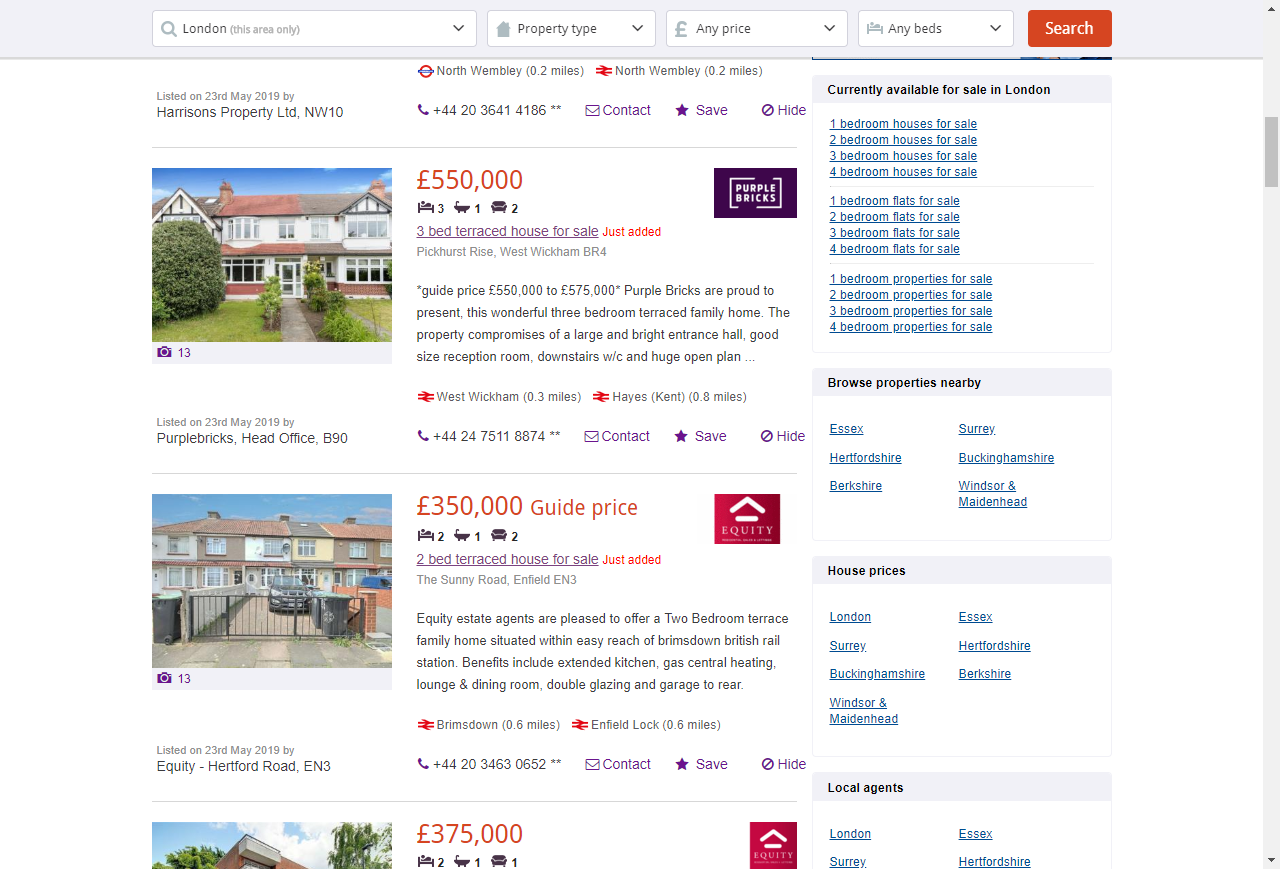 London (this area only)
Property type
Any price
Any beds
Search
North Wembley (0.2 miles) North Wembley (0.2 miles)
Listed on 23rd May 2019 by
Harrisons Property Ltd, NW10
+44 20 3641 4186 ** Contact Save Hide
£550,000
PURPLE
BRICKS
3 1 2
3 bed terraced house for sale Just added
Pickhurst Rise, West Wickham BR4
*guide price £550,000 to £575,000* Purple Bricks are proud to
present, this wonderful three bedroom terraced family home. The
property compromises of a large and bright entrance hall, good
size reception room, downstairs w/c and huge open plan ...
13
West Wickham (0.3 miles) Hayes (Kent) (0.8 miles)
Listed on 23rd May 2019 by
Purplebricks, Head Office, B90
+44 24 7511 8874 ** Contact Save Hide
£350,000 Guide price
EQUITY
2 1 2
2 bed terraced house for sale Just added
The Sunny Road, Enfield EN3
Equity estate agents are pleased to offer a Two Bedroom terrace
family home situated within easy reach of brimsdown british rail
station. Benefits include extended kitchen, gas central heating,
lounge & dining room, double glazing and garage to rear.
13
Brimsdown (0.6 miles) Enfield Lock (0.6 miles)
Listed on 23rd May 2019 by
Equity - Hertford Road, EN3
+44 20 3463 0652 ** Contact Save Hide
£375,000
EQUITY
2 1 1
Currently available for sale in London
1 bedroom houses for sale
2 bedroom houses for sale
3 bedroom houses for sale
4 bedroom houses for sale
1 bedroom flats for sale
2 bedroom flats for sale
3 bedroom flats for sale
4 bedroom flats for sale
1 bedroom properties for sale
2 bedroom properties for sale
3 bedroom properties for sale
4 bedroom properties for sale
Browse properties nearby
Essex Surrey
Hertfordshire Buckinghamshire
Berkshire Windsor &
Maidenhead
House prices
London Essex
Surrey Hertfordshire
Buckinghamshire Berkshire
Windsor &
Maidenhead
Local agents
London Essex
Surrey Hertfordshire